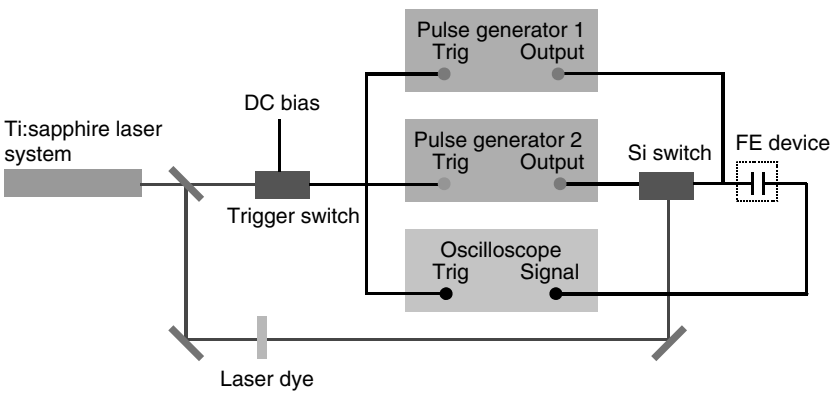 Pulse generator 1
Trig Output
DC bias
Ti:sapphire laser
system
Pulse generator 2
Trig Output
Si switch
FE device
Trigger switch
Oscilloscope
Trig Signal
Laser dye